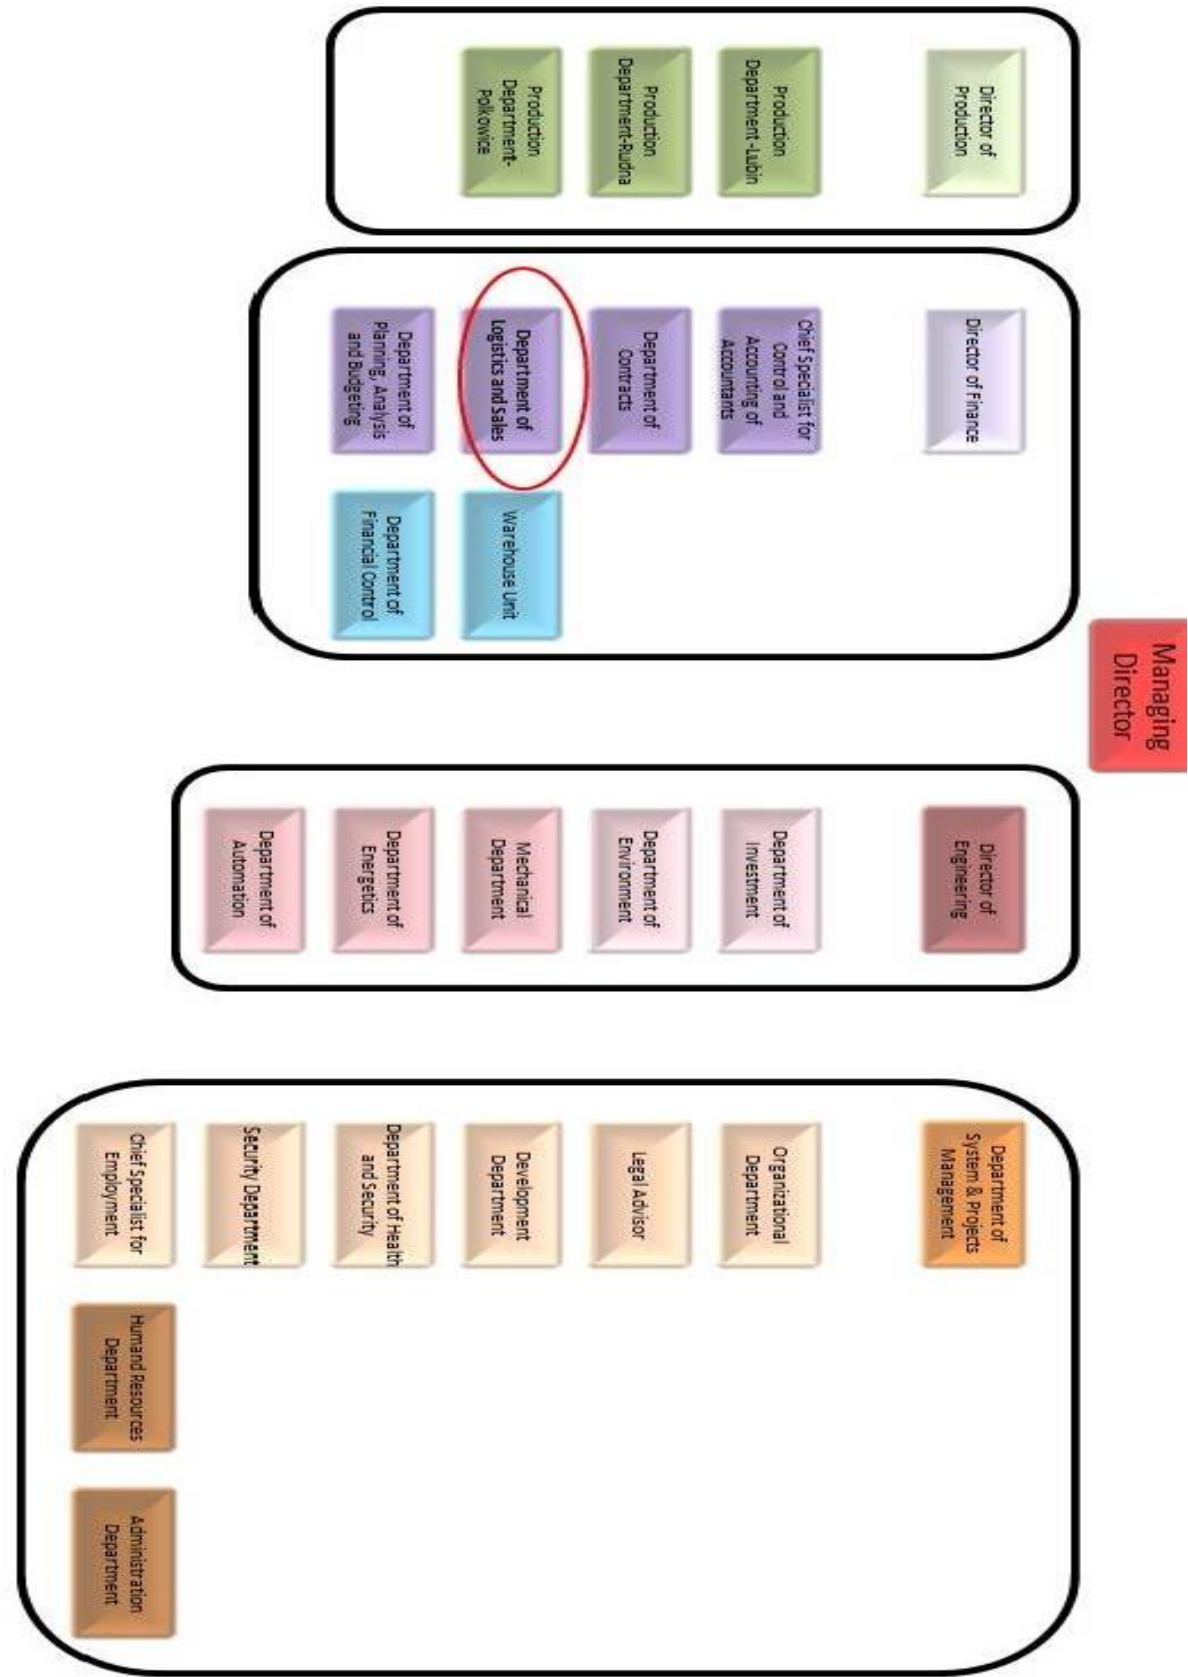 Managing
Director
Director of
Production
Production
Department -Lubin
Production
Department-Rudna
Production
Department-
Polkowice
Director of Finance
Chief Specialist for
Control and
Accounting of
Accountants
Department of
Contracts
Department of
Logistics and Sales
Warehouse Unit
Department of
Planning, Analysis
and Budgeting
Department of
Financial Control
Director of
Engineering
Department of
Investment
Department of
Environment
Mechanical
Department
Department of
Energetics
Department of
Automation
Department of
System & Projects
Management
Organizational
Department
Legal Advisor
Development
Department
Department of Health
and Security
Security Department
Chief Specialist for
Employment
Humand Resources
Department
Administration
Department